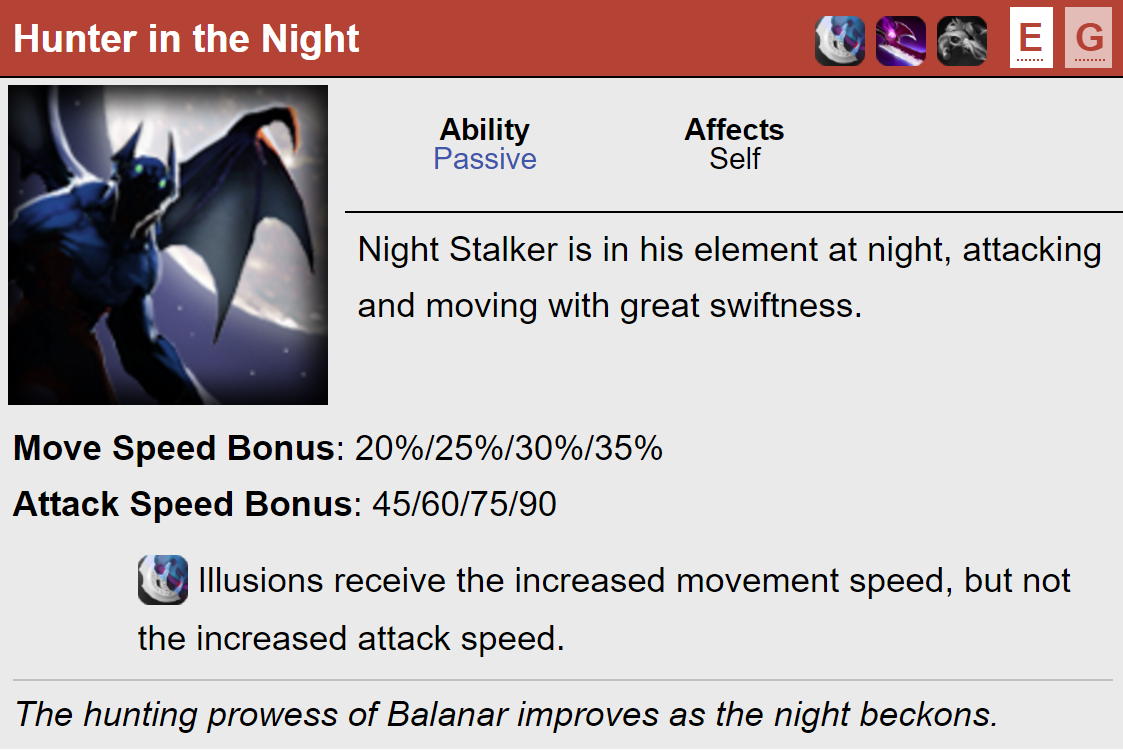 Hunter in the Night
E
G
Ability
Passive
Affects
Self
Night Stalker is in his element at night, attacking
and moving with great swiftness.
Move Speed Bonus: 20%/25%/30%/35%
Attack Speed Bonus: 45/60/75/90
Illusions receive the increased movement speed, but not
the increased attack speed.
The hunting prowess of Balanar improves as the night beckons.